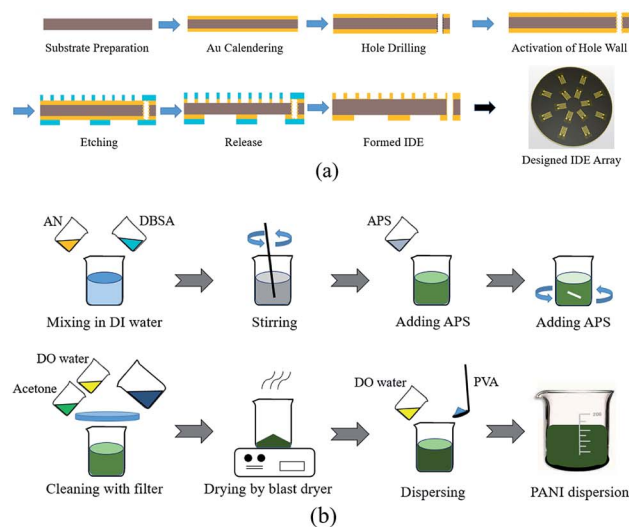 Substrate Preparation
Au Calendering
Hole Drilling
Activation of Hole Wall
Etching
Release
Formed IDE
Designed IDE Array
(a)
AN
DBSA
APS
Mixing in DI water
Stirring
Adding APS
Adding APS
DO water
Acetone
DO water
PVA
Cleaning with filter
Drying by blast dryer
Dispersing
PANI dispersion
(b)